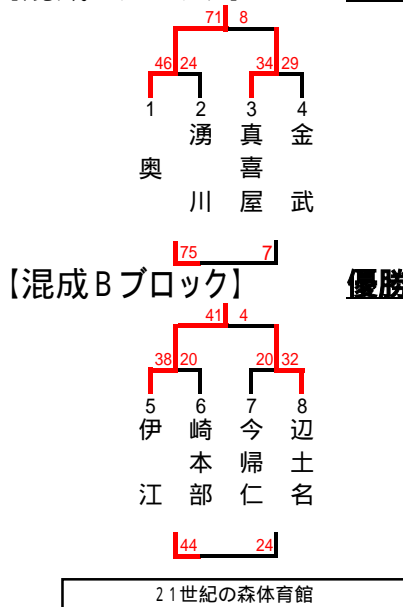 71 8
46 24 34 29
1 2 3 4
奥 湧川 真喜屋 金武
75 7
【混成Bブロック】 優勝
41 4
38 20 20 32
5 6 7 8
伊江 崎本部 今帰仁 辺土名
44 24
21世紀の森体育館